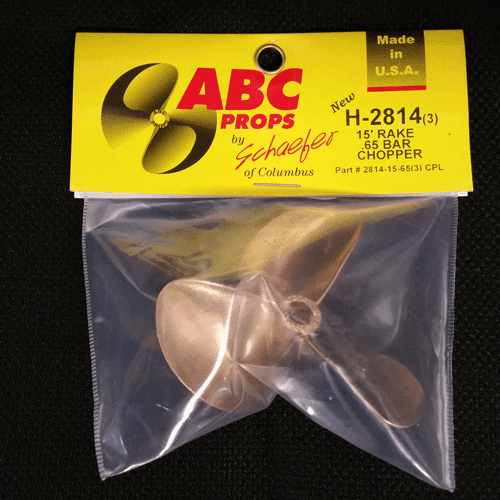 ABC
PROPS
by
Schaefer
of Columbus
Made
in
U.S.A.
New
H-2814(3)
15' RAKE
.65 BAR
CHOPPER
Part # 2814-15-65(3) CPL